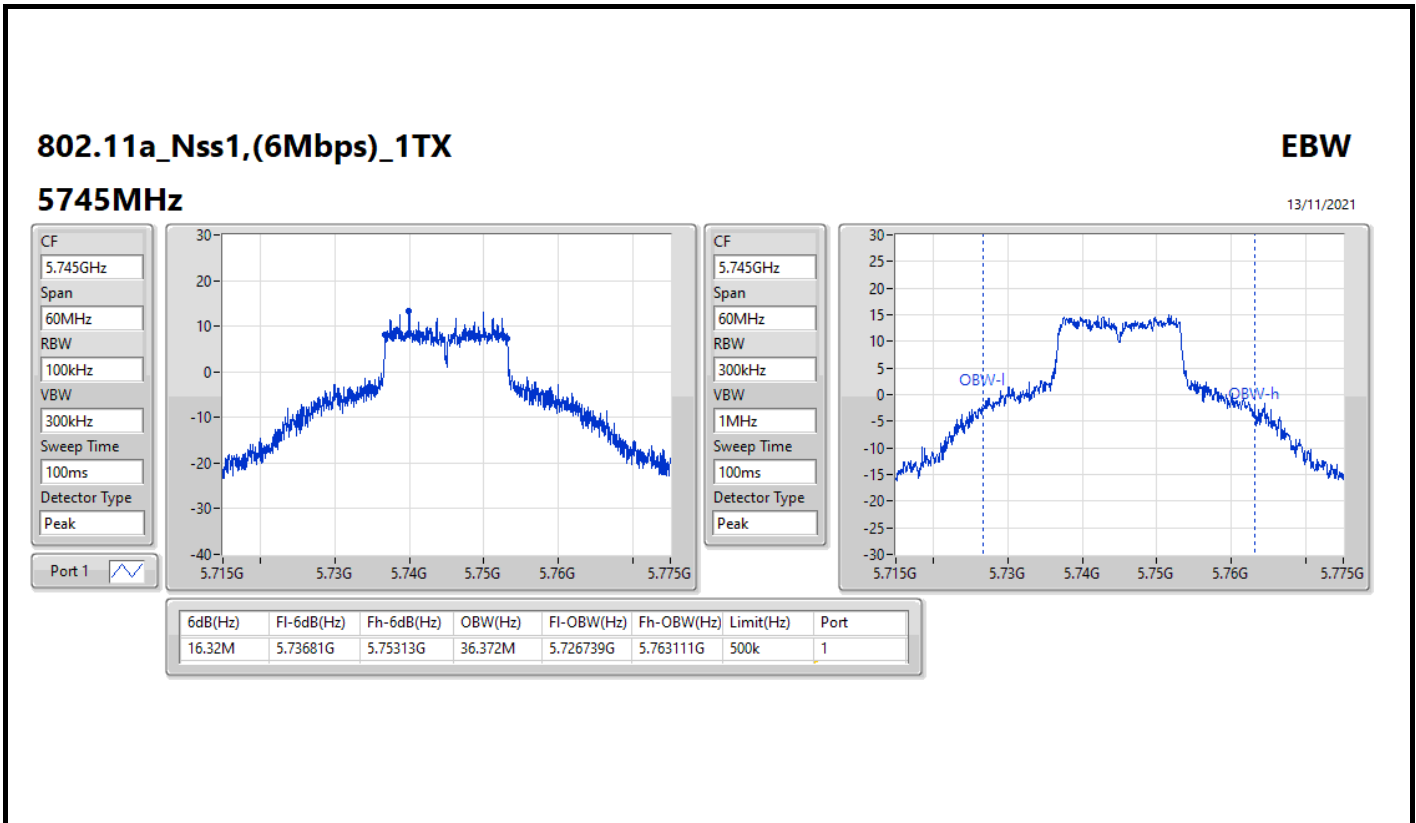 802.11a_Nss1,(6Mbps)_1TX
EBW
5745MHz
13/11/2021
CF
5.745GHz
Span
60MHz
RBW
100kHz
VBW
300kHz
Sweep Time
100ms
Detector Type
Peak
Port 1
30
20
10
0
-10
-20
-30
-40
5.715G 5.73G 5.74G 5.75G 5.76G 5.775G
CF
5.745GHz
Span
60MHz
RBW
300kHz
VBW
1MHz
Sweep Time
100ms
Detector Type
Peak
30
25
20
15
10
5
0
-5
-10
-15
-20
-25
-30
OBW-l
OBW-h
5.715G 5.73G 5.74G 5.75G 5.76G 5.775G
6dB(Hz) Fl-6dB(Hz) Fh-6dB(Hz) OBW(Hz) Fl-OBW(Hz) Fh-OBW(Hz) Limit(Hz) Port
16.32M 5.73681G 5.75313G 36.372M 5.726739G 5.763111G 500k 1